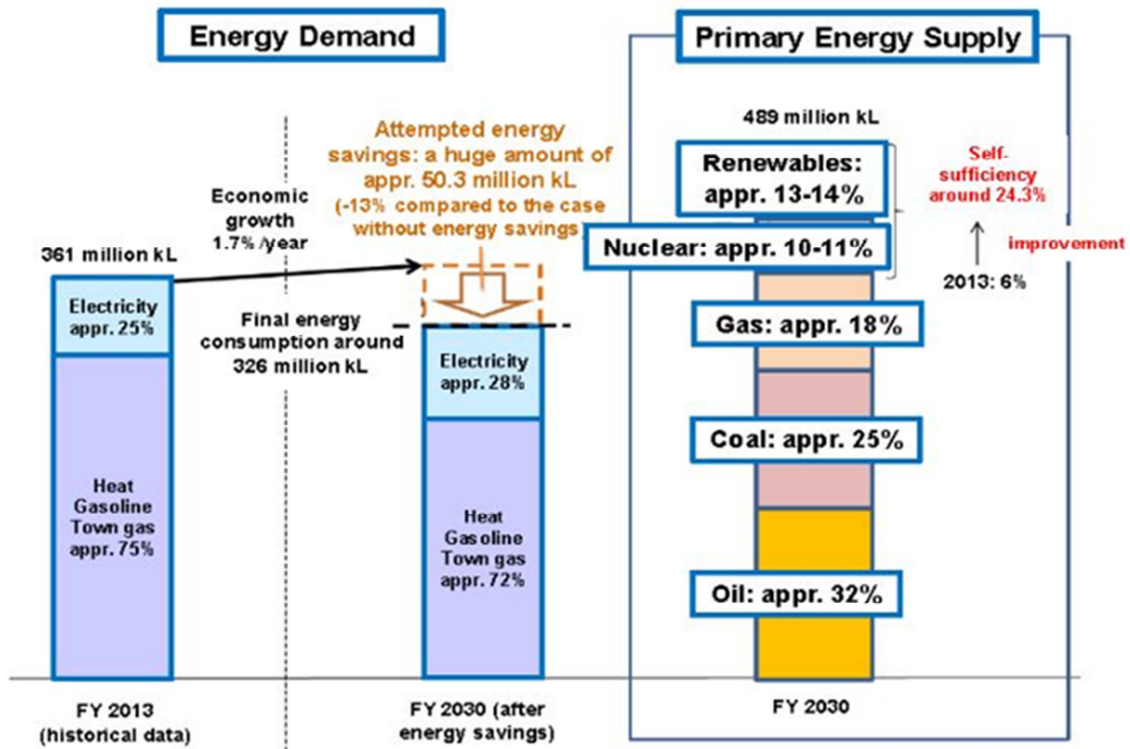 Energy Demand
Primary Energy Supply
361 million kL
Electricity
appr. 25%
Heat
Gasoline
Town gas
appr. 75%
FY 2013
(historical data)
Economic
growth
1.7% /year
Final energy
consumption around
326 million kL
Attempted energy
savings: a huge amount of
appr. 50.3 million kL
(-13% compared to the case
without energy savings)
Electricity
appr. 28%
Heat
Gasoline
Town gas
appr. 72%
FY 2030 (after
energy savings)
489 million kL
Renewables:
appr. 13-14%
Nuclear: appr. 10-11%
Gas: appr. 18%
Coal: appr. 25%
Oil: appr. 32%
FY 2030
Self-
sufficiency
around 24.3%
improvement
2013: 6%